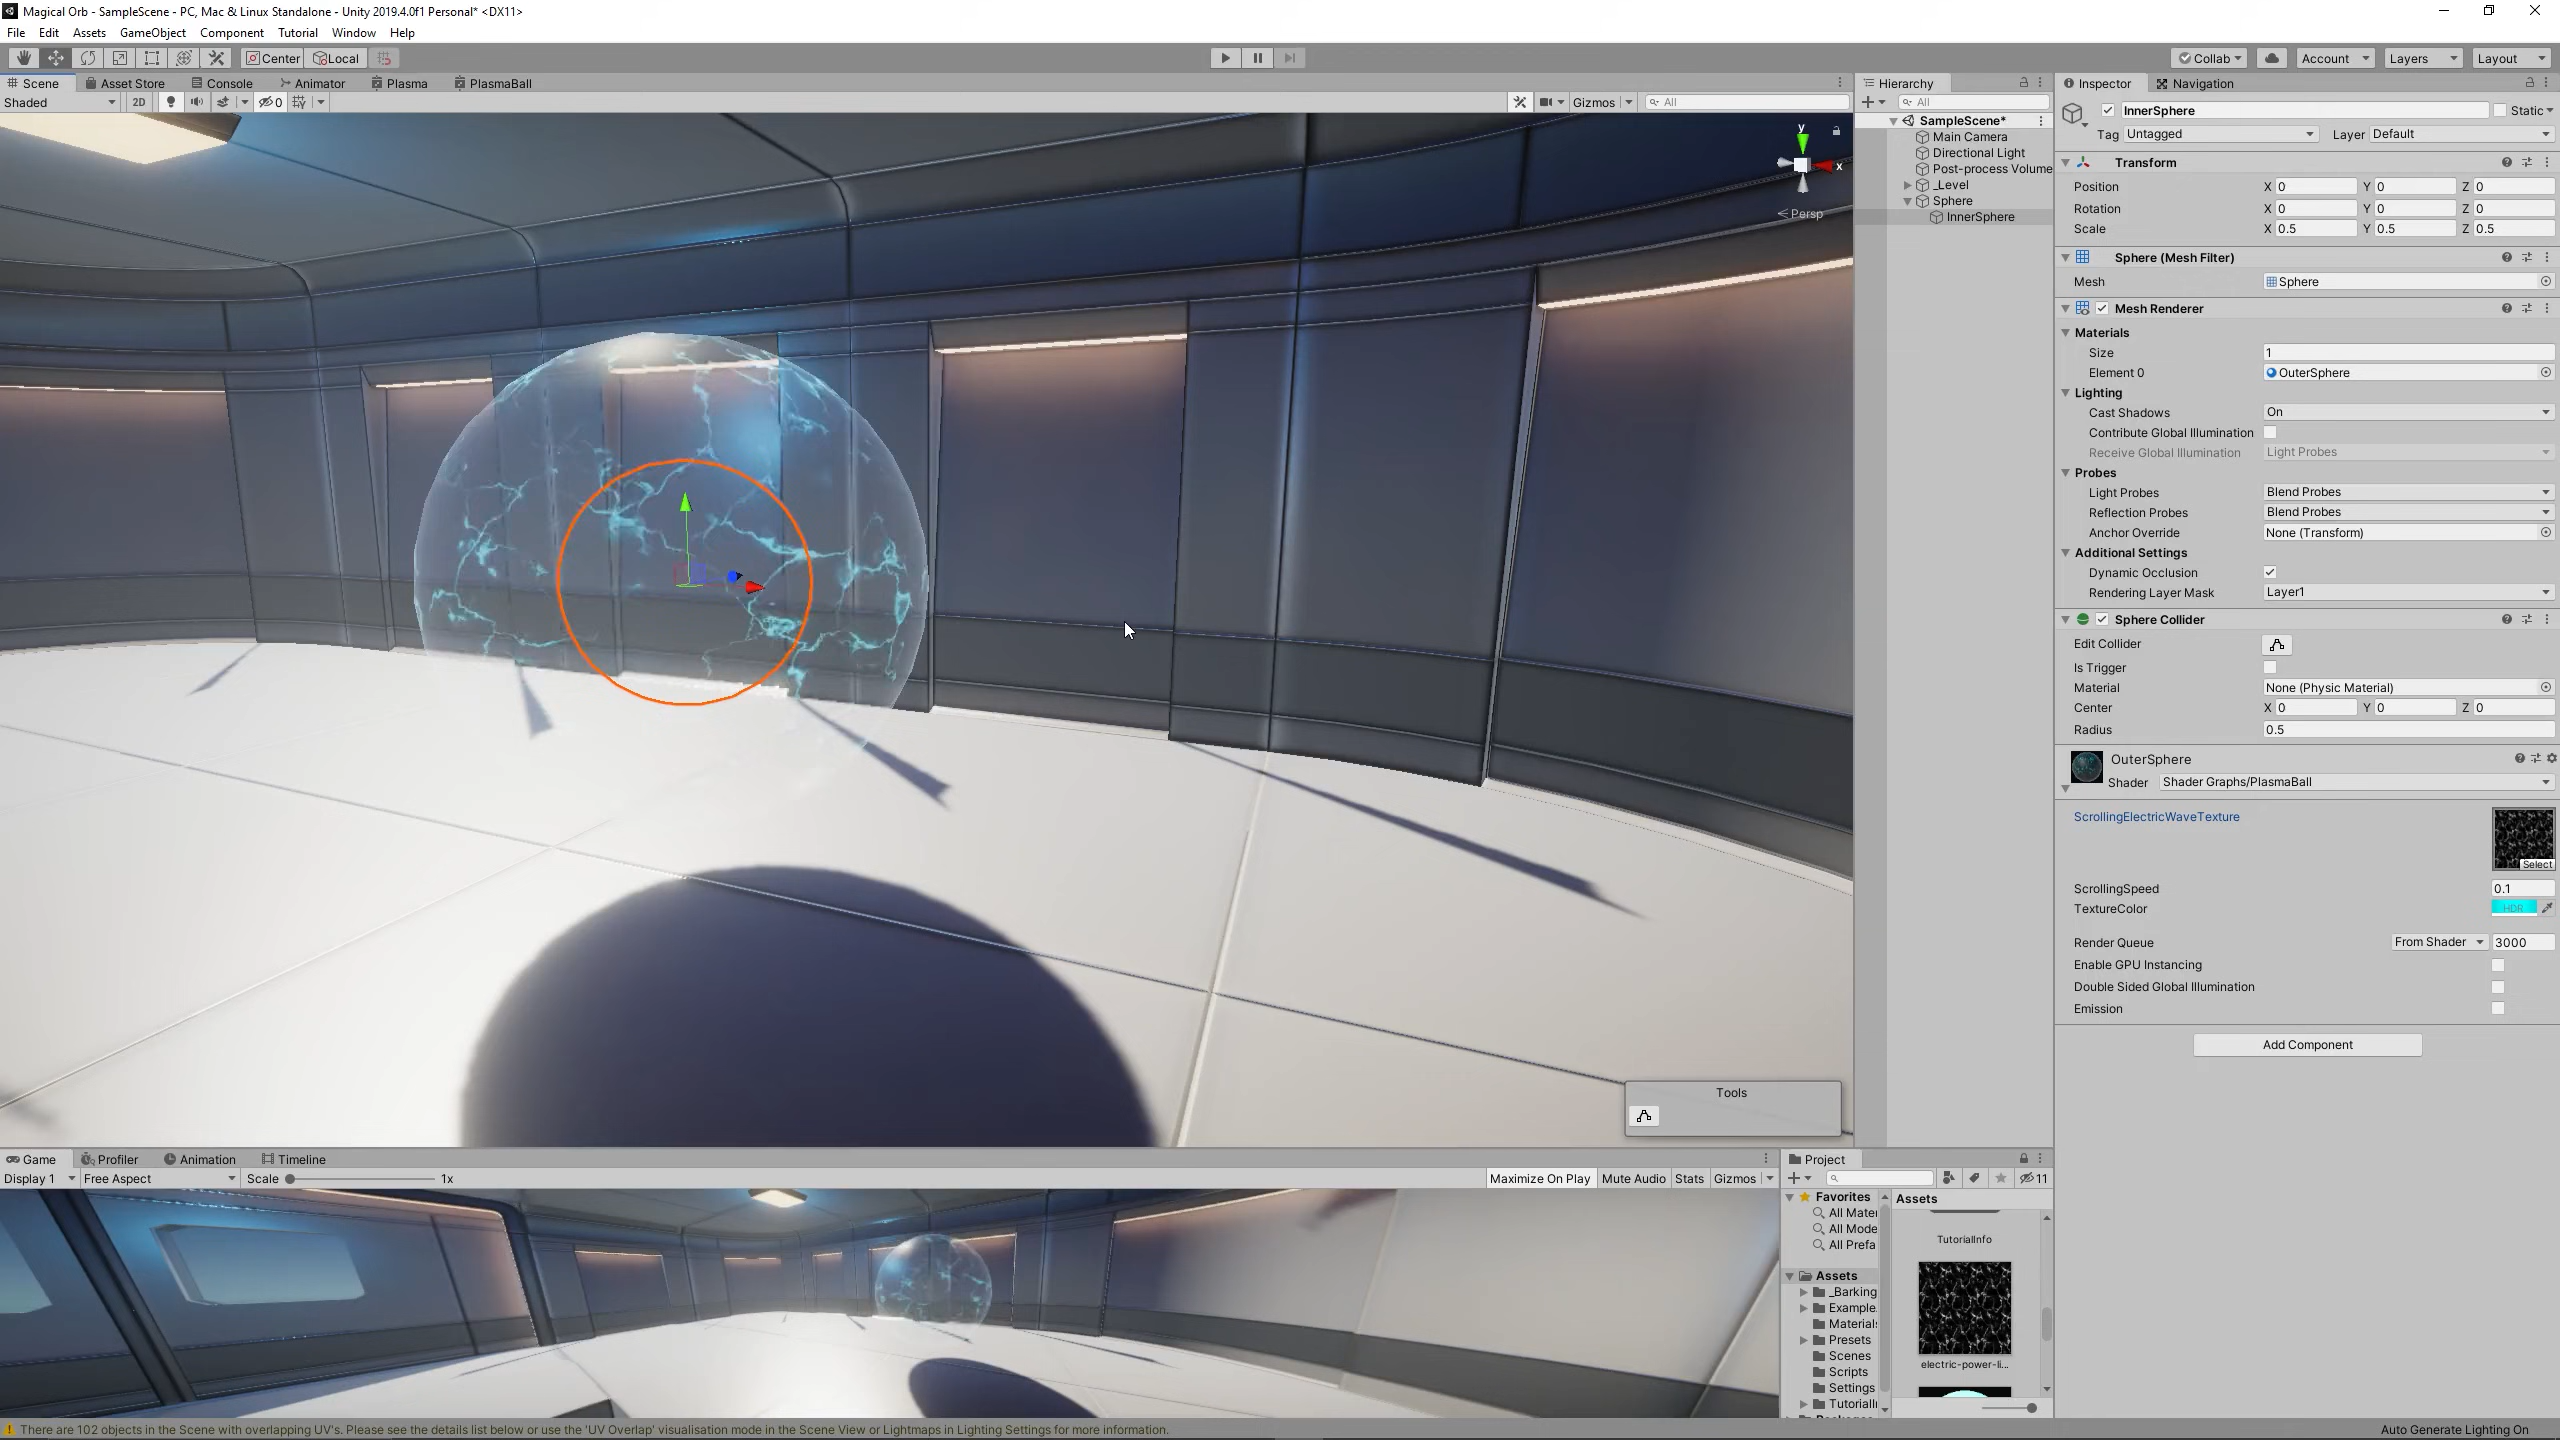 Magical Orb - SampleScene - PC, Mac & Linux Standalone - Unity 2019.4.0f1 Personal* <DX11>
File Edit Assets GameObject Component Tutorial Window Help
Center Local Collab Account Layers Layout
Scene Asset Store Console Animator Plasma PlasmaBall
Shaded 2D 0 Gizmos All
y
x
Persp
Tools
Hierarchy
All
SampleScene*
Main Camera
Directional Light
Post-process Volume
_Level
Sphere
InnerSphere
Inspector Navigation
InnerSphere Static
Tag Untagged Layer Default
Transform
Position X 0 Y 0 Z 0
Rotation X 0 Y 0 Z 0
Scale X 0.5 Y 0.5 Z 0.5
Sphere (Mesh Filter)
Mesh Sphere
Mesh Renderer
Materials
Size 1
Element 0 OuterSphere
Lighting
Cast Shadows On
Contribute Global Illumination
Receive Global Illumination Light Probes
Probes
Light Probes Blend Probes
Reflection Probes Blend Probes
Anchor Override None (Transform)
Additional Settings
Dynamic Occlusion
Rendering Layer Mask Layer1
Sphere Collider
Edit Collider
Is Trigger
Material None (Physic Material)
Center X 0 Y 0 Z 0
Radius 0.5
OuterSphere
Shader Shader Graphs/PlasmaBall
ScrollingElectricWaveTexture
Select
ScrollingSpeed 0.1
TextureColor HDR
Render Queue From Shader 3000
Enable GPU Instancing
Double Sided Global Illumination
Emission
Add Component
Game Profiler Animation Timeline
Display 1 Free Aspect Scale 1x Maximize On Play Mute Audio Stats Gizmos
Project
11
Favorites
All Mater
All Mode
All Prefa
Assets
_Barking
Example
Materials
Presets
Scenes
Scripts
Settings
TutorialI
Assets
TutorialInfo
electric-power-li...
There are 102 objects in the Scene with overlapping UV's. Please see the details list below or use the 'UV Overlap' visualisation mode in the Scene View or Lightmaps in Lighting Settings for more information.
Auto Generate Lighting On